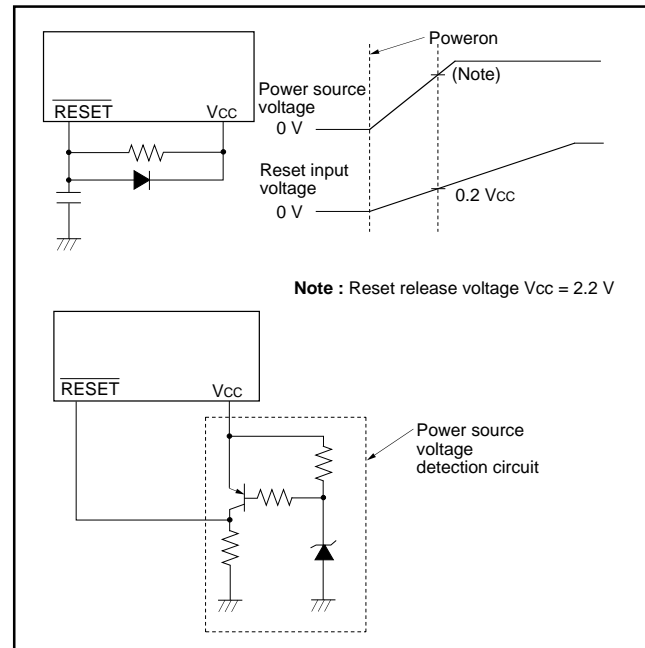 Poweron
(Note)
Power source
voltage
0 V
RESET
VCC
Reset input
voltage
0 V
0.2 VCC
Note : Reset release voltage Vcc = 2.2 V
RESET
VCC
Power source
voltage
detection circuit